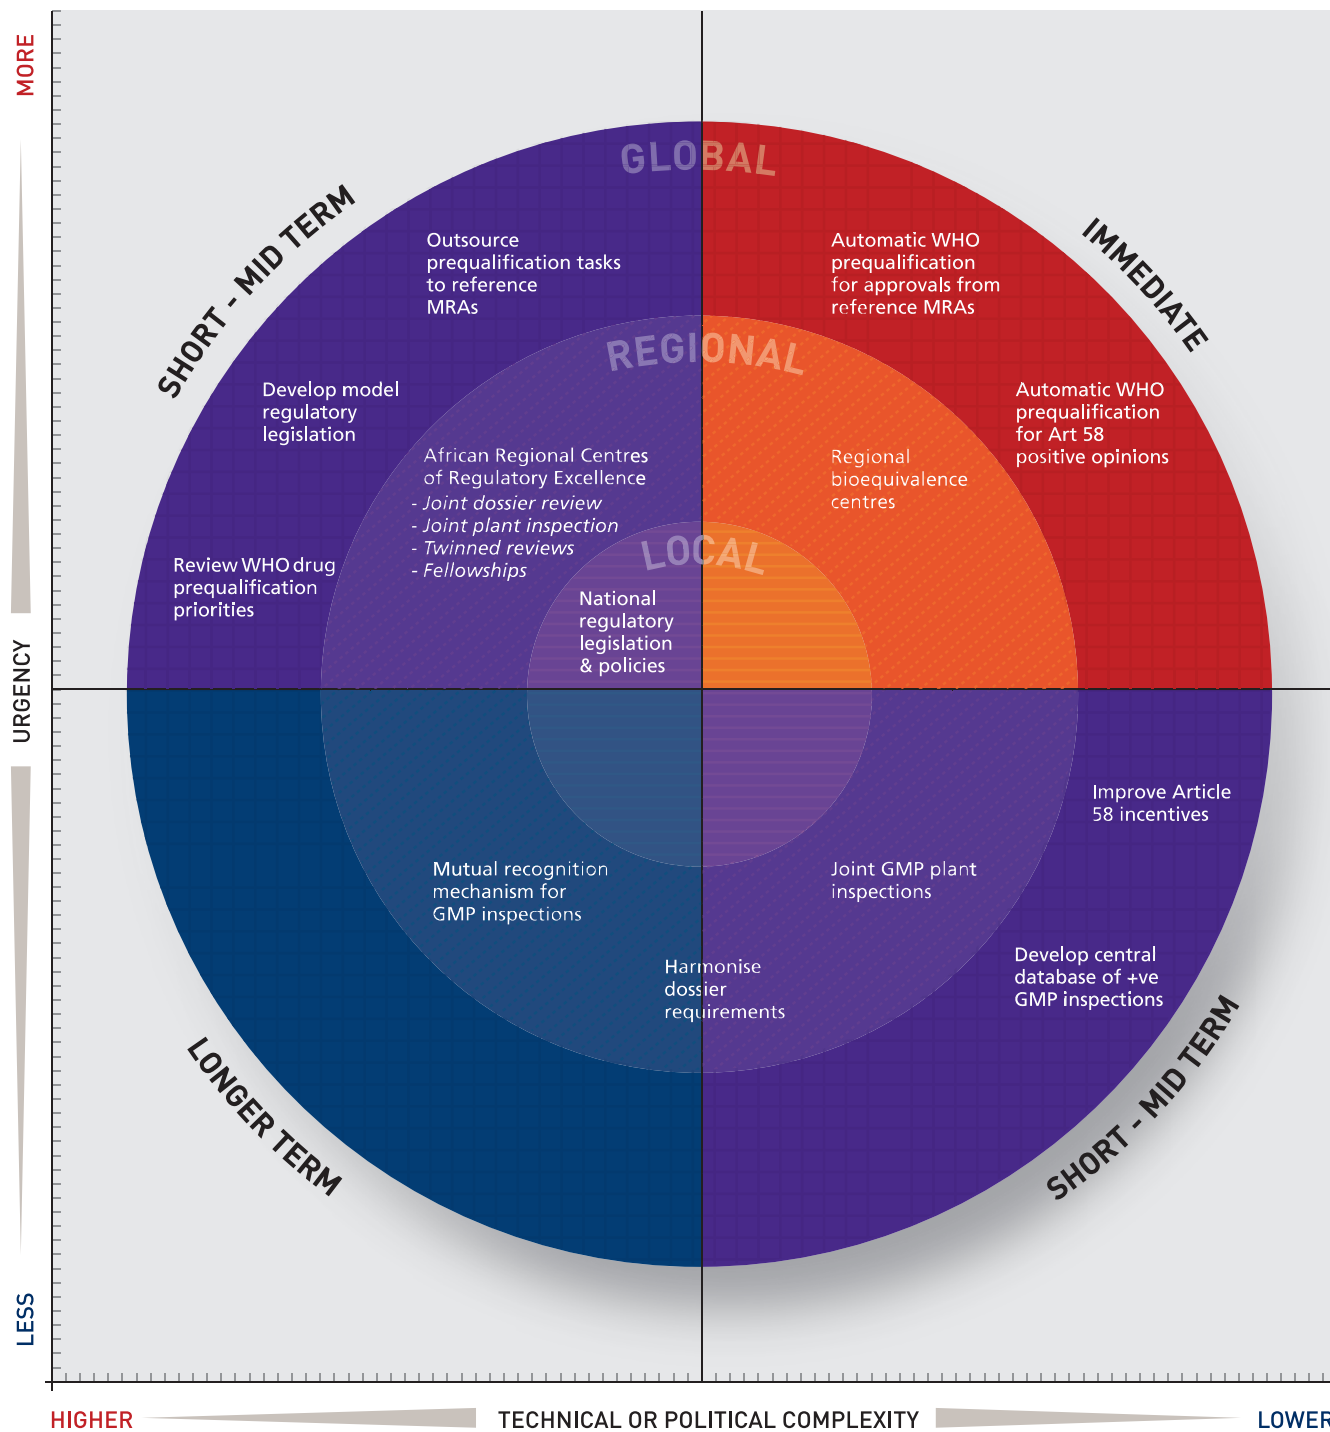 MORE
GLOBAL
SHORT - MID TERM
IMMEDIATE
Outsource
prequalification tasks
to reference
MRAs
Automatic WHO
prequalification
for approvals from
reference MRAs
REGIONAL
Develop model
regulatory
legislation
Automatic WHO
prequalification
for Art 58
positive opinions
African Regional Centres
of Regulatory Excellence
- Joint dossier review
- Joint plant inspection
- Twinned reviews
- Fellowships
Regional
bioequivalence
centres
LOCAL
Review WHO drug
prequalification
priorities
National
regulatory
legislation
& policies
URGENCY
Improve Article
58 incentives
Mutual recognition
mechanism for
GMP inspections
Joint GMP plant
inspections
Harmonise
dossier
requirements
Develop central
database of +ve
GMP inspections
LONGER TERM
SHORT - MID TERM
LESS
HIGHER
TECHNICAL OR POLITICAL COMPLEXITY
LOWER